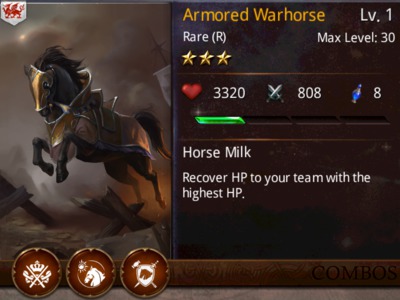 Armored Warhorse Lv. 1
Rare (R) Max Level: 30
3320 808 8
Horse Milk
Recover HP to your team with the
highest HP.
COMBOS